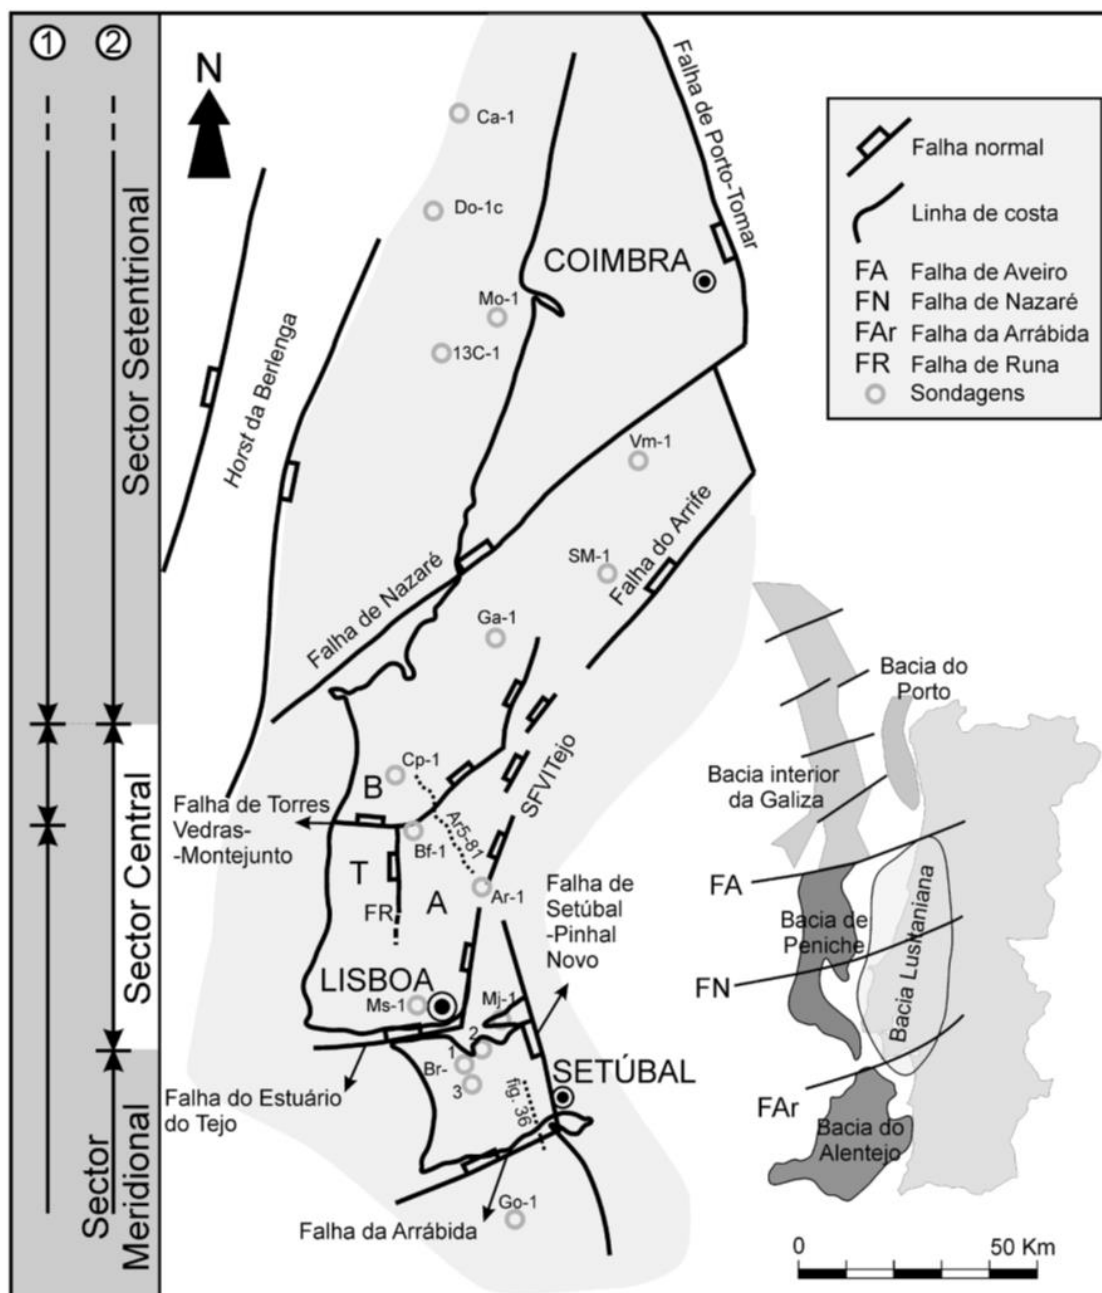 1
2
N
Sector Setentrional
Sector Central
Sector
Meridional
Ca-1
Do-1c
Mo-1
13C-1
COIMBRA
Falha de Porto-Tomar
Horst da Berlenga
Vm-1
SM-1
Falha do Arrife
Falha de Nazaré
Ga-1
Cp-1
B
SFVITejo
Ar5-81
Falha de Torres
Vedras-
-Montejunto
Bf-1
T
A
FR
Ar-1
Falha de
Setúbal
-Pinhal
Novo
LISBOA
Ms-1
Mj-1
2
1
Br-
3
SETÚBAL
fig. 36
Falha do Estuário
do Tejo
Falha da Arrábida
Go-1
Falha normal
Linha de costa
FA Falha de Aveiro
FN Falha de Nazaré
FAr Falha da Arrábida
FR Falha de Runa
Sondagens
Bacia do
Porto
Bacia interior
da Galiza
FA
Bacia de
Peniche
Bacia Lusitaniana
FN
FAr
Bacia do
Alentejo
0 50 Km